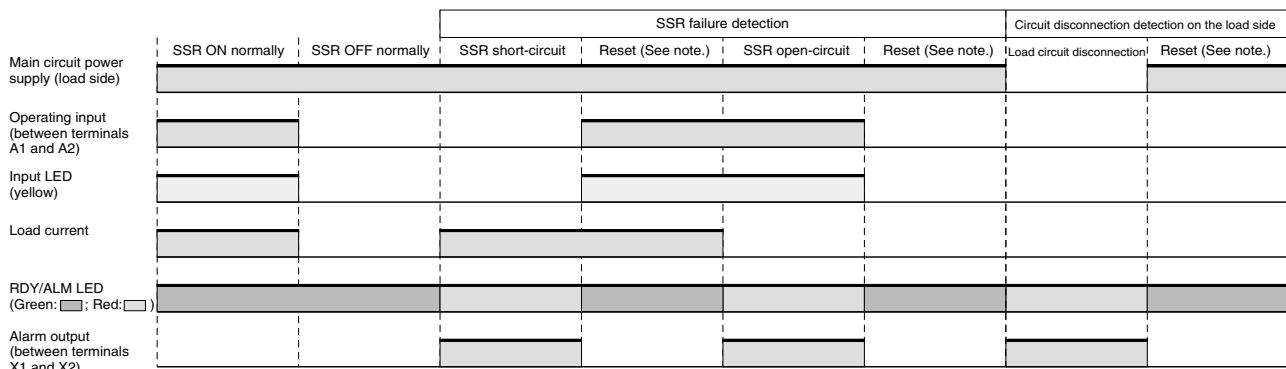 SSR failure detection
Circuit disconnection detection on the load side
SSR ON normally
SSR OFF normally
SSR short-circuit
Reset (See note.)
SSR open-circuit
Reset (See note.)
Load circuit disconnection
Reset (See note.)
Main circuit power
supply (load side)
Operating input
(between terminals
A1 and A2)
Input LED
(yellow)
Load current
RDY/ALM LED
(Green: ; Red: )
Alarm output
(between terminals
X1 and X2)